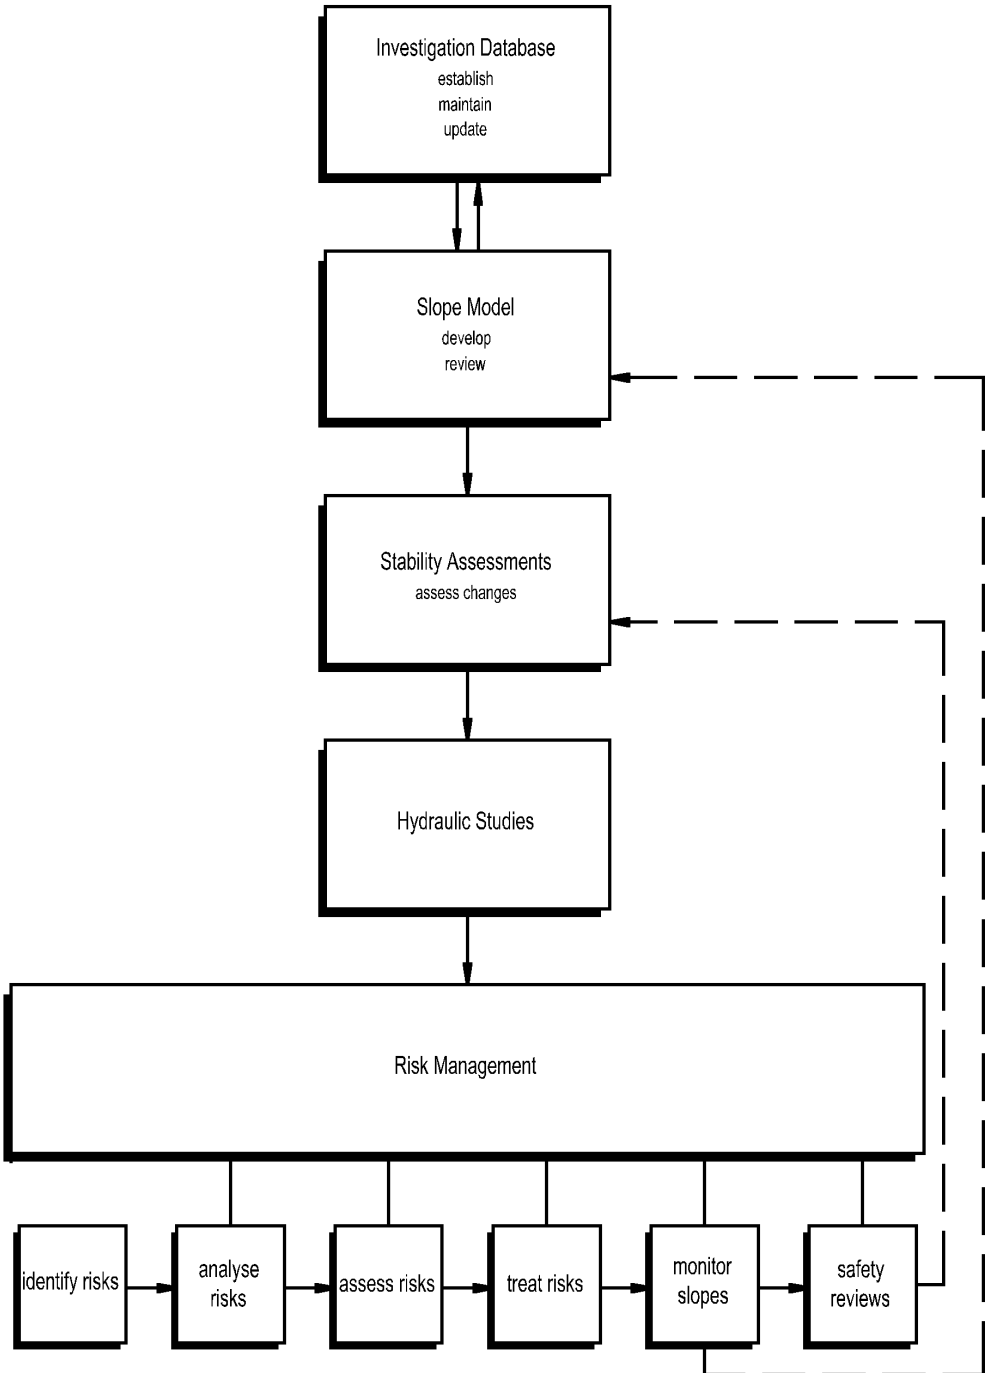 Investigation Database
establish
maintain
update
Slope Model
develop
review
Stability Assessments
assess changes
Hydraulic Studies
Risk Management
identify risks
analyse
risks
assess risks
treat risks
monitor
slopes
safety
reviews